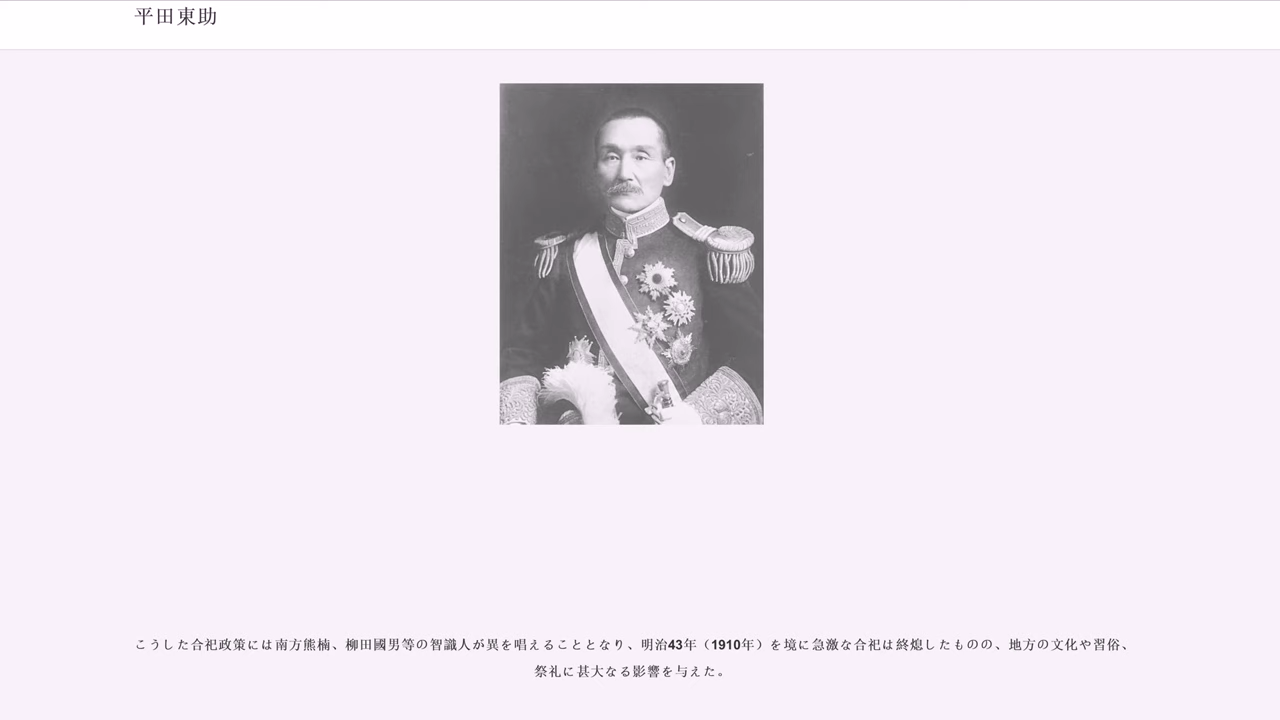 平田東助
こうした合祀政策には南方熊楠、柳田國男等の智識人が異を唱えることとなり、明治43年（1910年）を境に急激な合祀は終熄したものの、地方の文化や習俗、
祭礼に甚大なる影響を与えた。